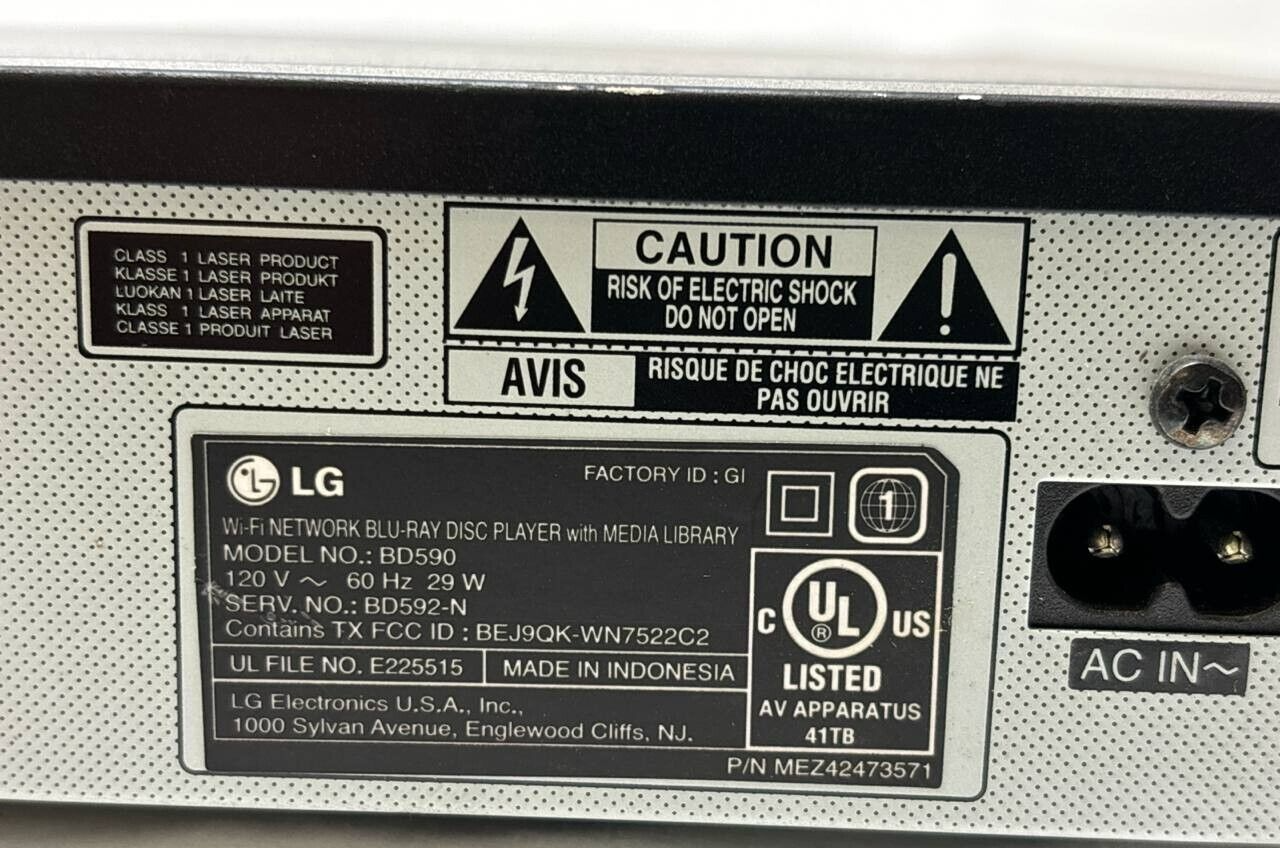 CLASS 1 LASER PRODUCT
KLASSE 1 LASER PRODUKT
LUOKAN 1 LASER LAITE
KLASS 1 LASER APPARAT
CLASSE 1 PRODUIT LASER
CAUTION
RISK OF ELECTRIC SHOCK
DO NOT OPEN
AVIS
RISQUE DE CHOC ELECTRIQUE NE
PAS OUVRIR
LG
FACTORY ID : GI
1
Wi-Fi NETWORK BLU-RAY DISC PLAYER with MEDIA LIBRARY
MODEL NO.: BD590
120 V ~ 60 Hz 29 W
SERV. NO.: BD592-N
Contains TX FCC ID : BEJ9QK-WN7522C2
UL FILE NO. E225515
MADE IN INDONESIA
LG Electronics U.S.A., Inc.,
1000 Sylvan Avenue, Englewood Cliffs, NJ.
C UL ® US
LISTED
AV APPARATUS
41TB
P/N MEZ42473571
AC IN~